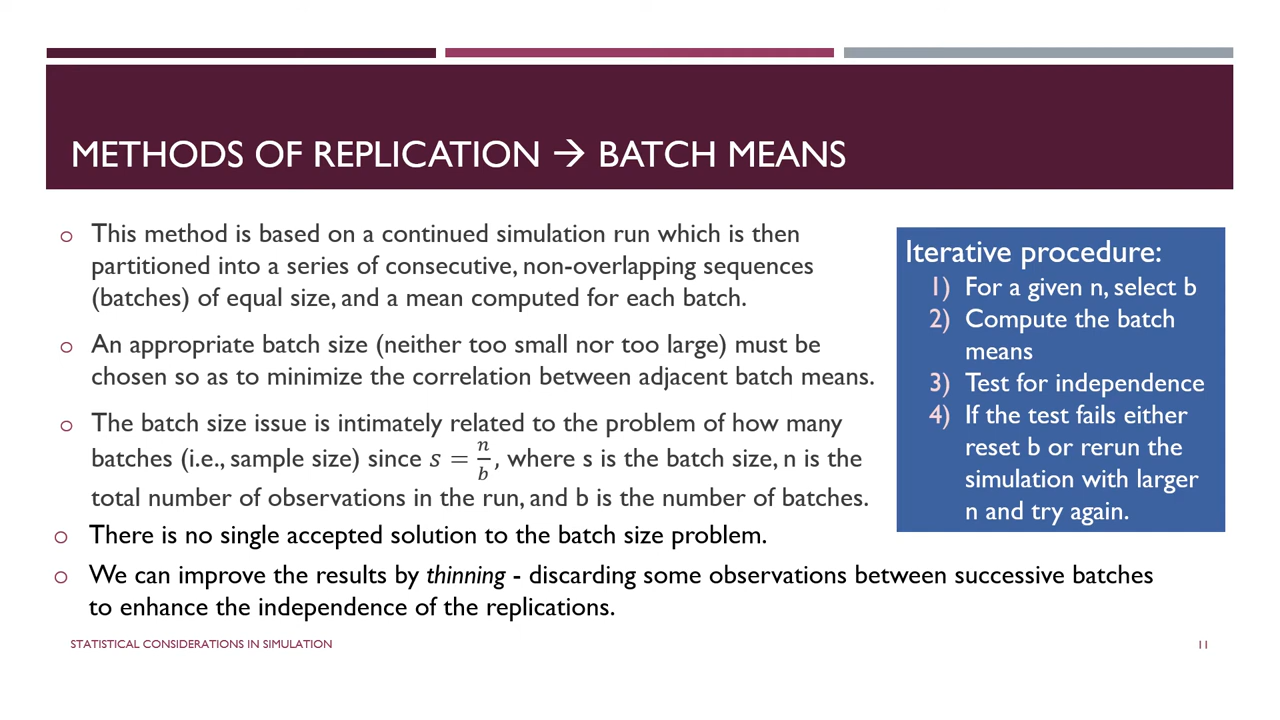 METHODS OF REPLICATION → BATCH MEANS
o This method is based on a continued simulation run which is then
partitioned into a series of consecutive, non-overlapping sequences
(batches) of equal size, and a mean computed for each batch.
o An appropriate batch size (neither too small nor too large) must be
chosen so as to minimize the correlation between adjacent batch means.
o The batch size issue is intimately related to the problem of how many
batches (i.e., sample size) since s = n/b, where s is the batch size, n is the
total number of observations in the run, and b is the number of batches.
o There is no single accepted solution to the batch size problem.
o We can improve the results by thinning - discarding some observations between successive batches
to enhance the independence of the replications.
Iterative procedure:
1) For a given n, select b
2) Compute the batch
means
3) Test for independence
4) If the test fails either
reset b or rerun the
simulation with larger
n and try again.
STATISTICAL CONSIDERATIONS IN SIMULATION
11